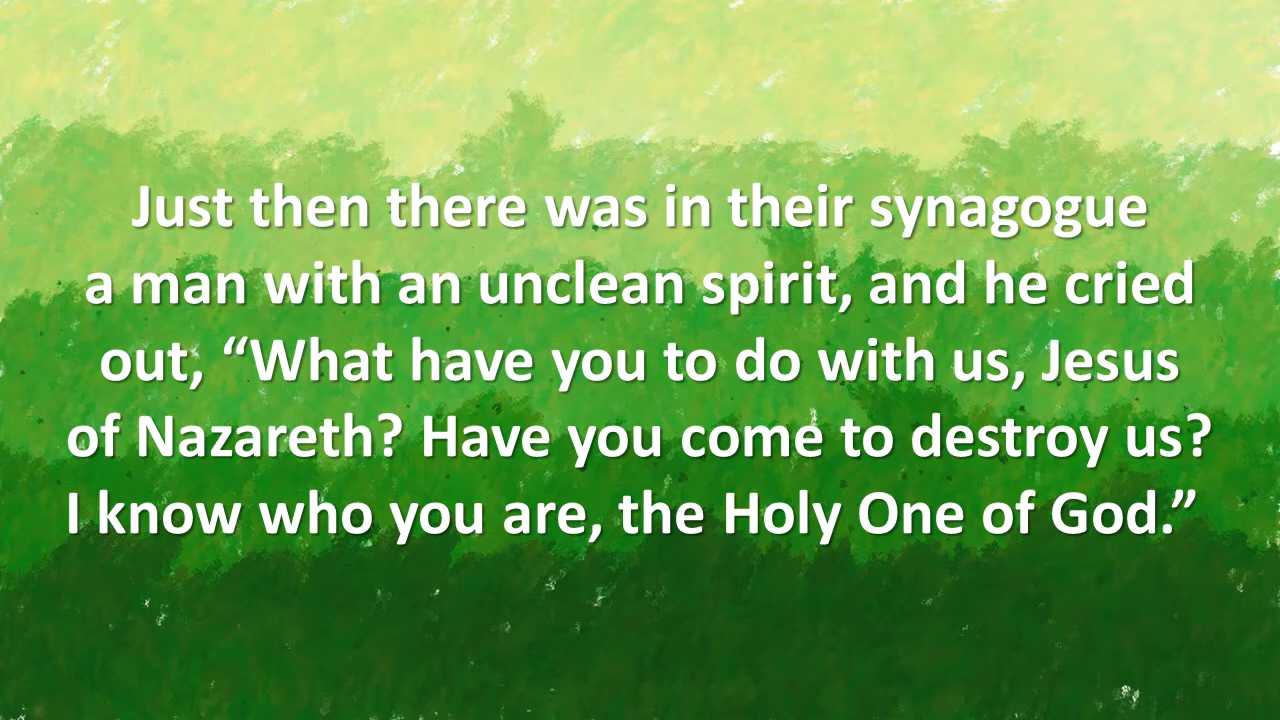 Just then there was in their synagogue
a man with an unclean spirit, and he cried
out, “What have you to do with us, Jesus
of Nazareth? Have you come to destroy us?
I know who you are, the Holy One of God.”